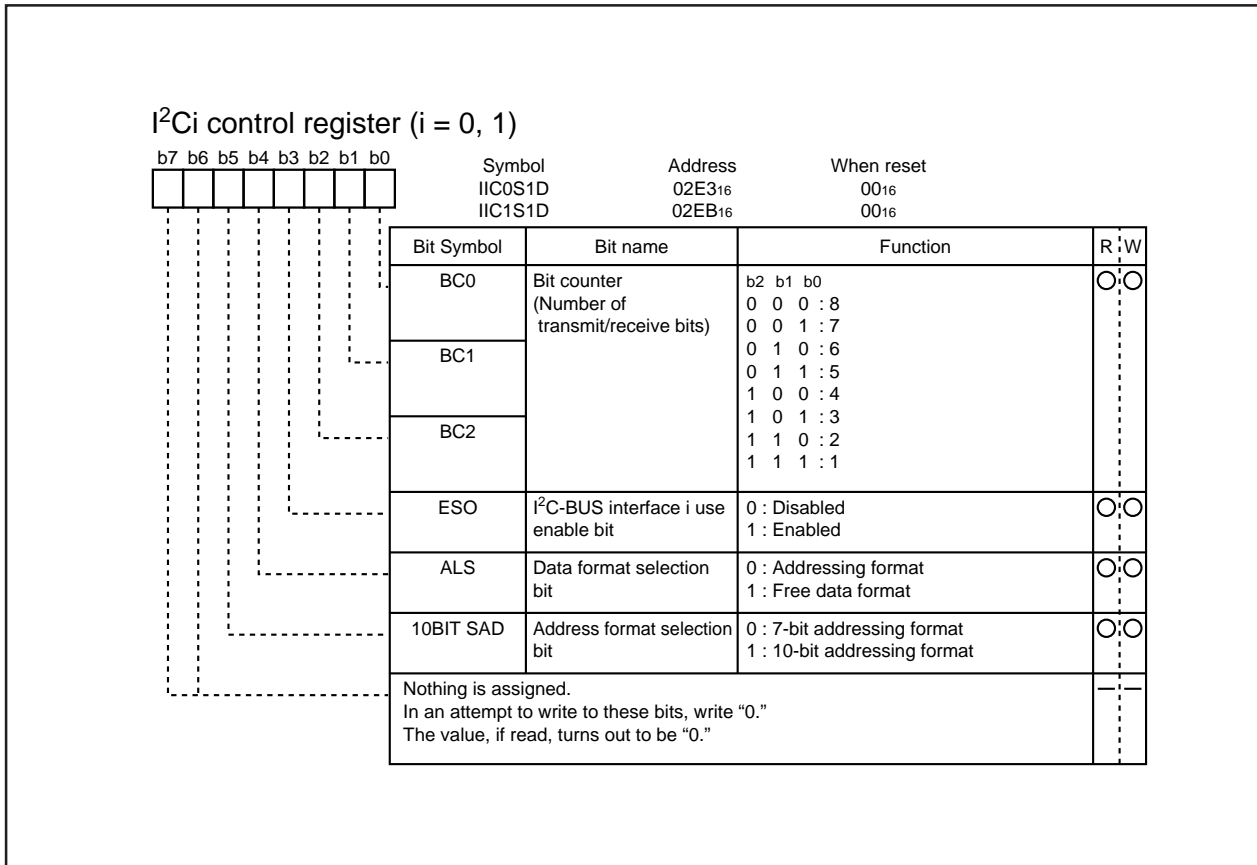 I²Ci control register (i = 0, 1)
b7 b6 b5 b4 b3 b2 b1 b0
Symbol Address When reset
IIC0S1D 02E3₁₆ 00₁₆
IIC1S1D 02EB₁₆ 00₁₆
Bit Symbol Bit name Function R W
BC0 Bit counter b2 b1 b0
(Number of 0 0 0 : 8
transmit/receive bits) 0 0 1 : 7
BC1 0 1 0 : 6
0 1 1 : 5
1 0 0 : 4
BC2 1 0 1 : 3
1 1 0 : 2
1 1 1 : 1
ESO I²C-BUS interface i use 0 : Disabled
enable bit 1 : Enabled
ALS Data format selection 0 : Addressing format
bit 1 : Free data format
10BIT SAD Address format selection 0 : 7-bit addressing format
bit 1 : 10-bit addressing format
Nothing is assigned.
In an attempt to write to these bits, write “0.”
The value, if read, turns out to be “0.”